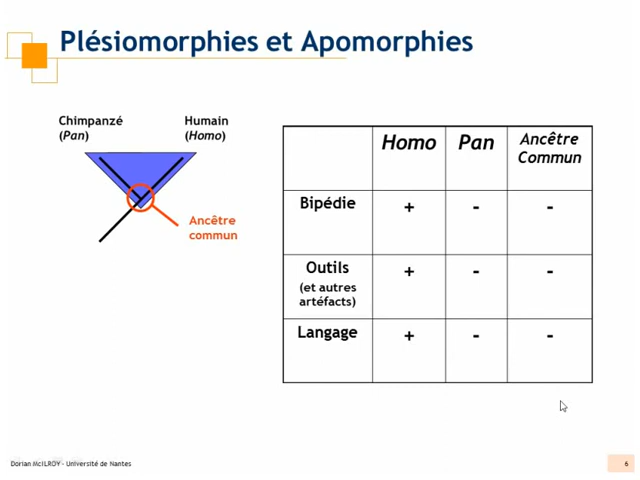 Plésiomorphies et Apomorphies
Chimpanzé
(Pan)
Humain
(Homo)
Ancêtre
commun
Homo Pan Ancêtre
Commun
Bipédie + - -
Outils + - -
(et autres
artéfacts)
Langage + - -
Dorian McILROY - Université de Nantes
6